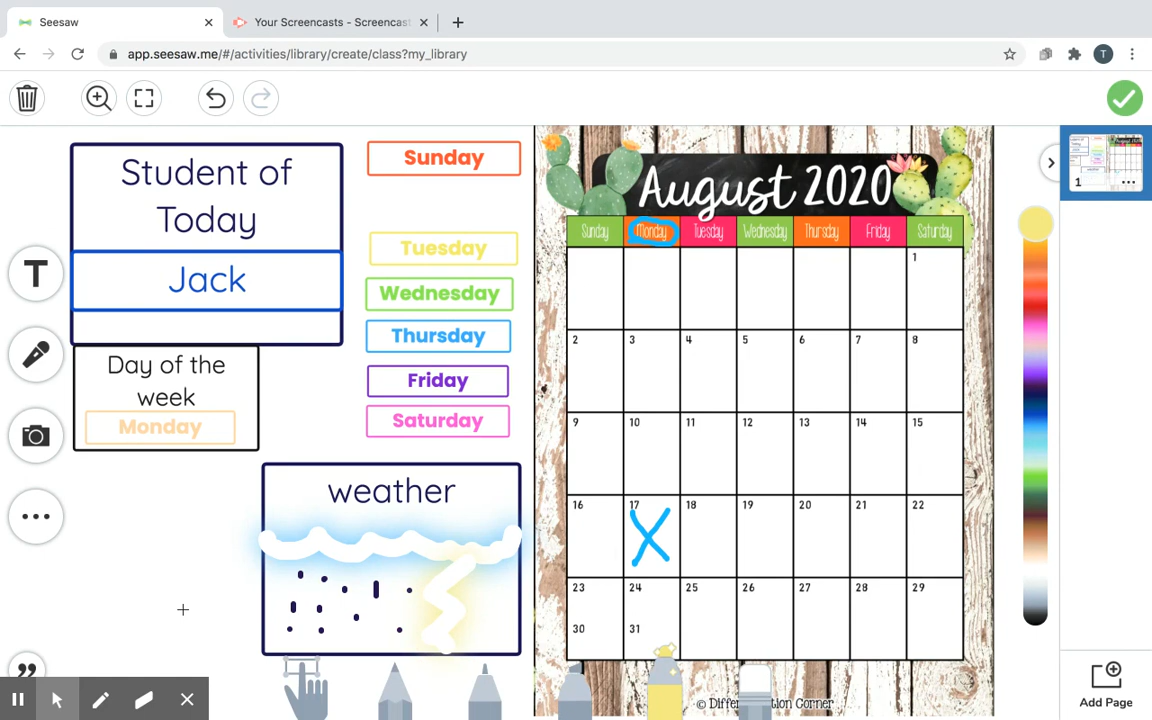 Seesaw
Your Screencasts - Screencast
app.seesaw.me/#/activities/library/create/class?my_library
T
Student of
Today
Jack
Day of the
week
Monday
Sunday
Tuesday
Wednesday
Thursday
Friday
Saturday
weather
August 2020
Sunday Monday Tuesday Wednesday Thursday Friday Saturday
1
2 3 4 5 6 7 8
9 10 11 12 13 14 15
16 17 18 19 20 21 22
X
23 24 25 26 27 28 29
30 31
T
1
Add Page